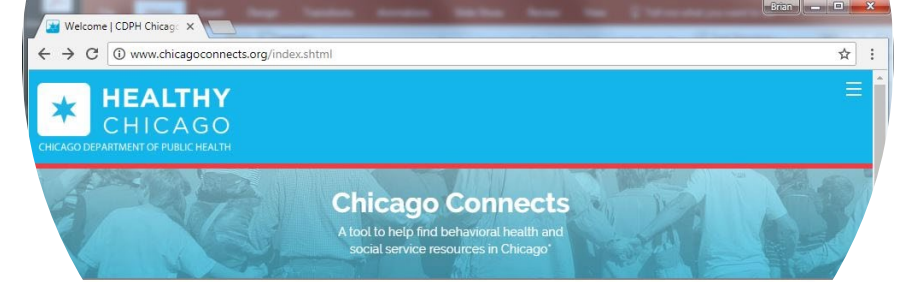 Brian
Welcome | CDPH Chicag
www.chicagoconnects.org/index.shtml
HEALTHY
CHICAGO
CHICAGO DEPARTMENT OF PUBLIC HEALTH
Chicago Connects
A tool to help find behavioral health and
social service resources in Chicago*